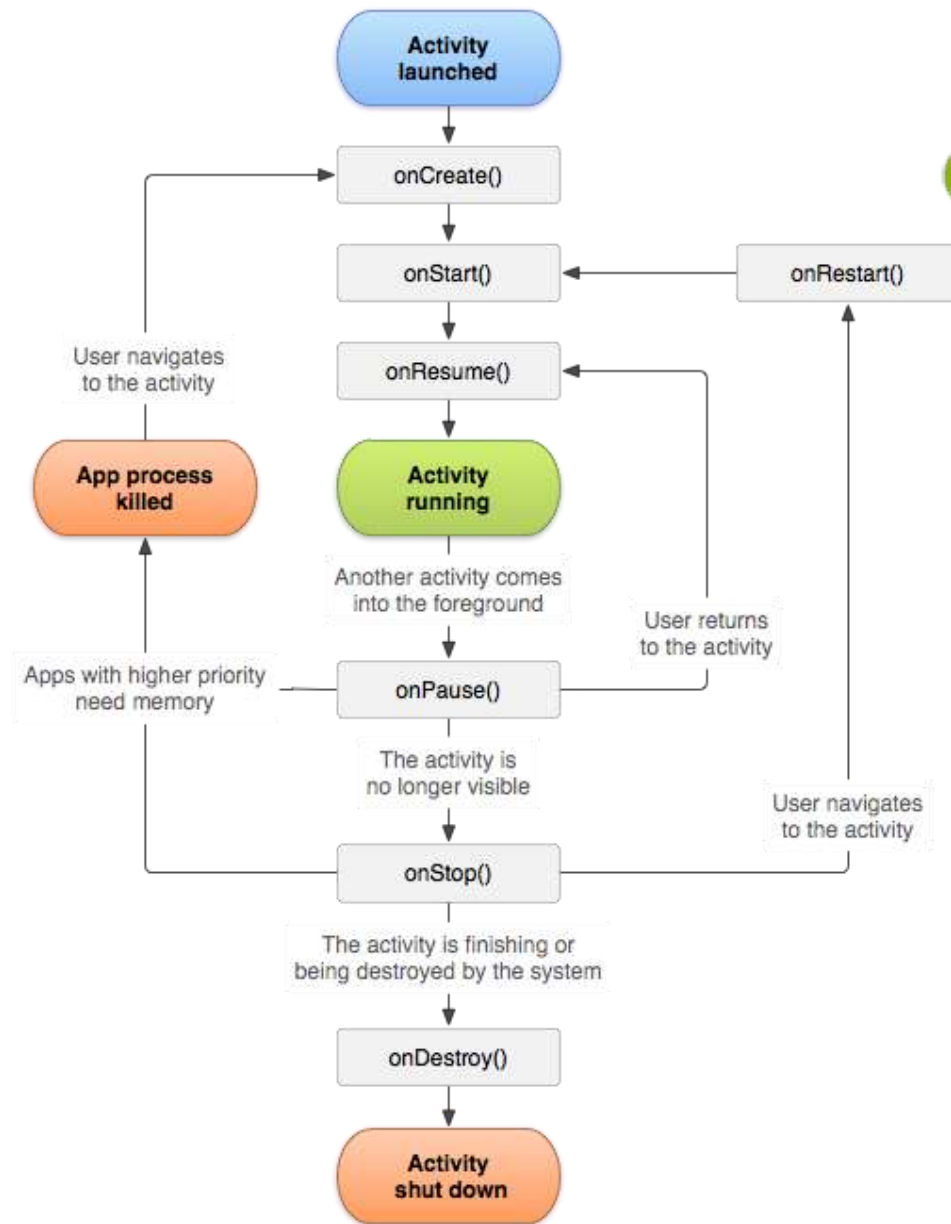 Activity
launched
onCreate()
onStart()
onRestart()
onResume()
User navigates
to the activity
App process
killed
Activity
running
Another activity comes
into the foreground
User returns
to the activity
Apps with higher priority
need memory
onPause()
The activity is
no longer visible
User navigates
to the activity
onStop()
The activity is finishing or
being destroyed by the system
onDestroy()
Activity
shut down